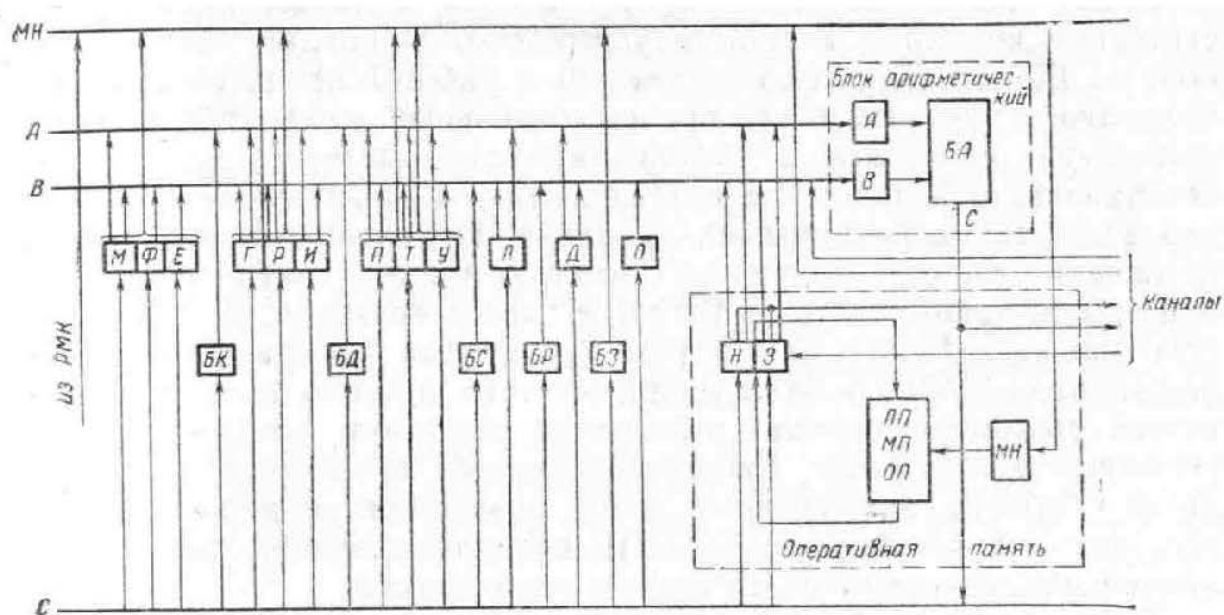 МН
Блок арифметичес-
кий
А
А
БА
В
В
С
М Ф Е
Г Р И
П Т У
Л
Д
П
Каналы
из РМК
БК
БД
БС
БР
БЗ
Н З
ПП
МП
ОП
МН
Оперативная память
С